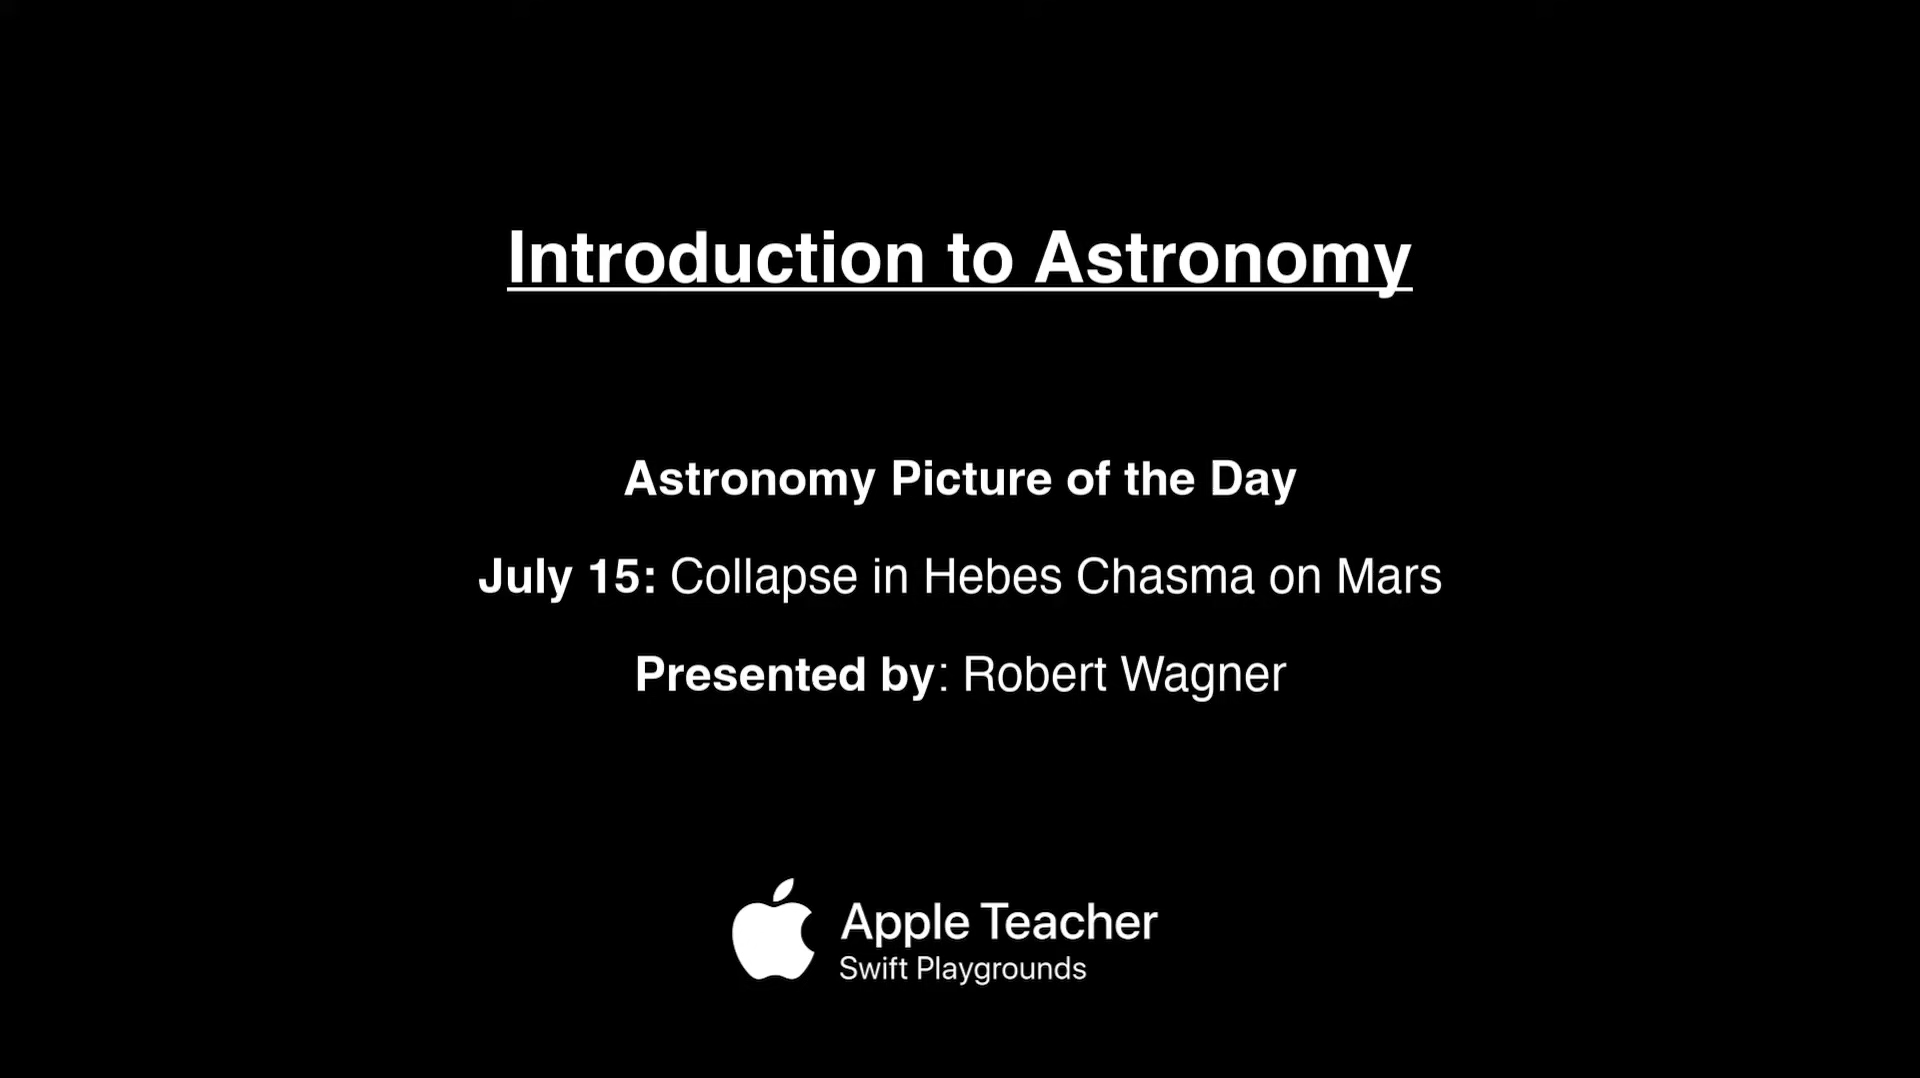 Introduction to Astronomy
Astronomy Picture of the Day
July 15: Collapse in Hebes Chasma on Mars
Presented by: Robert Wagner
Apple Teacher
Swift Playgrounds